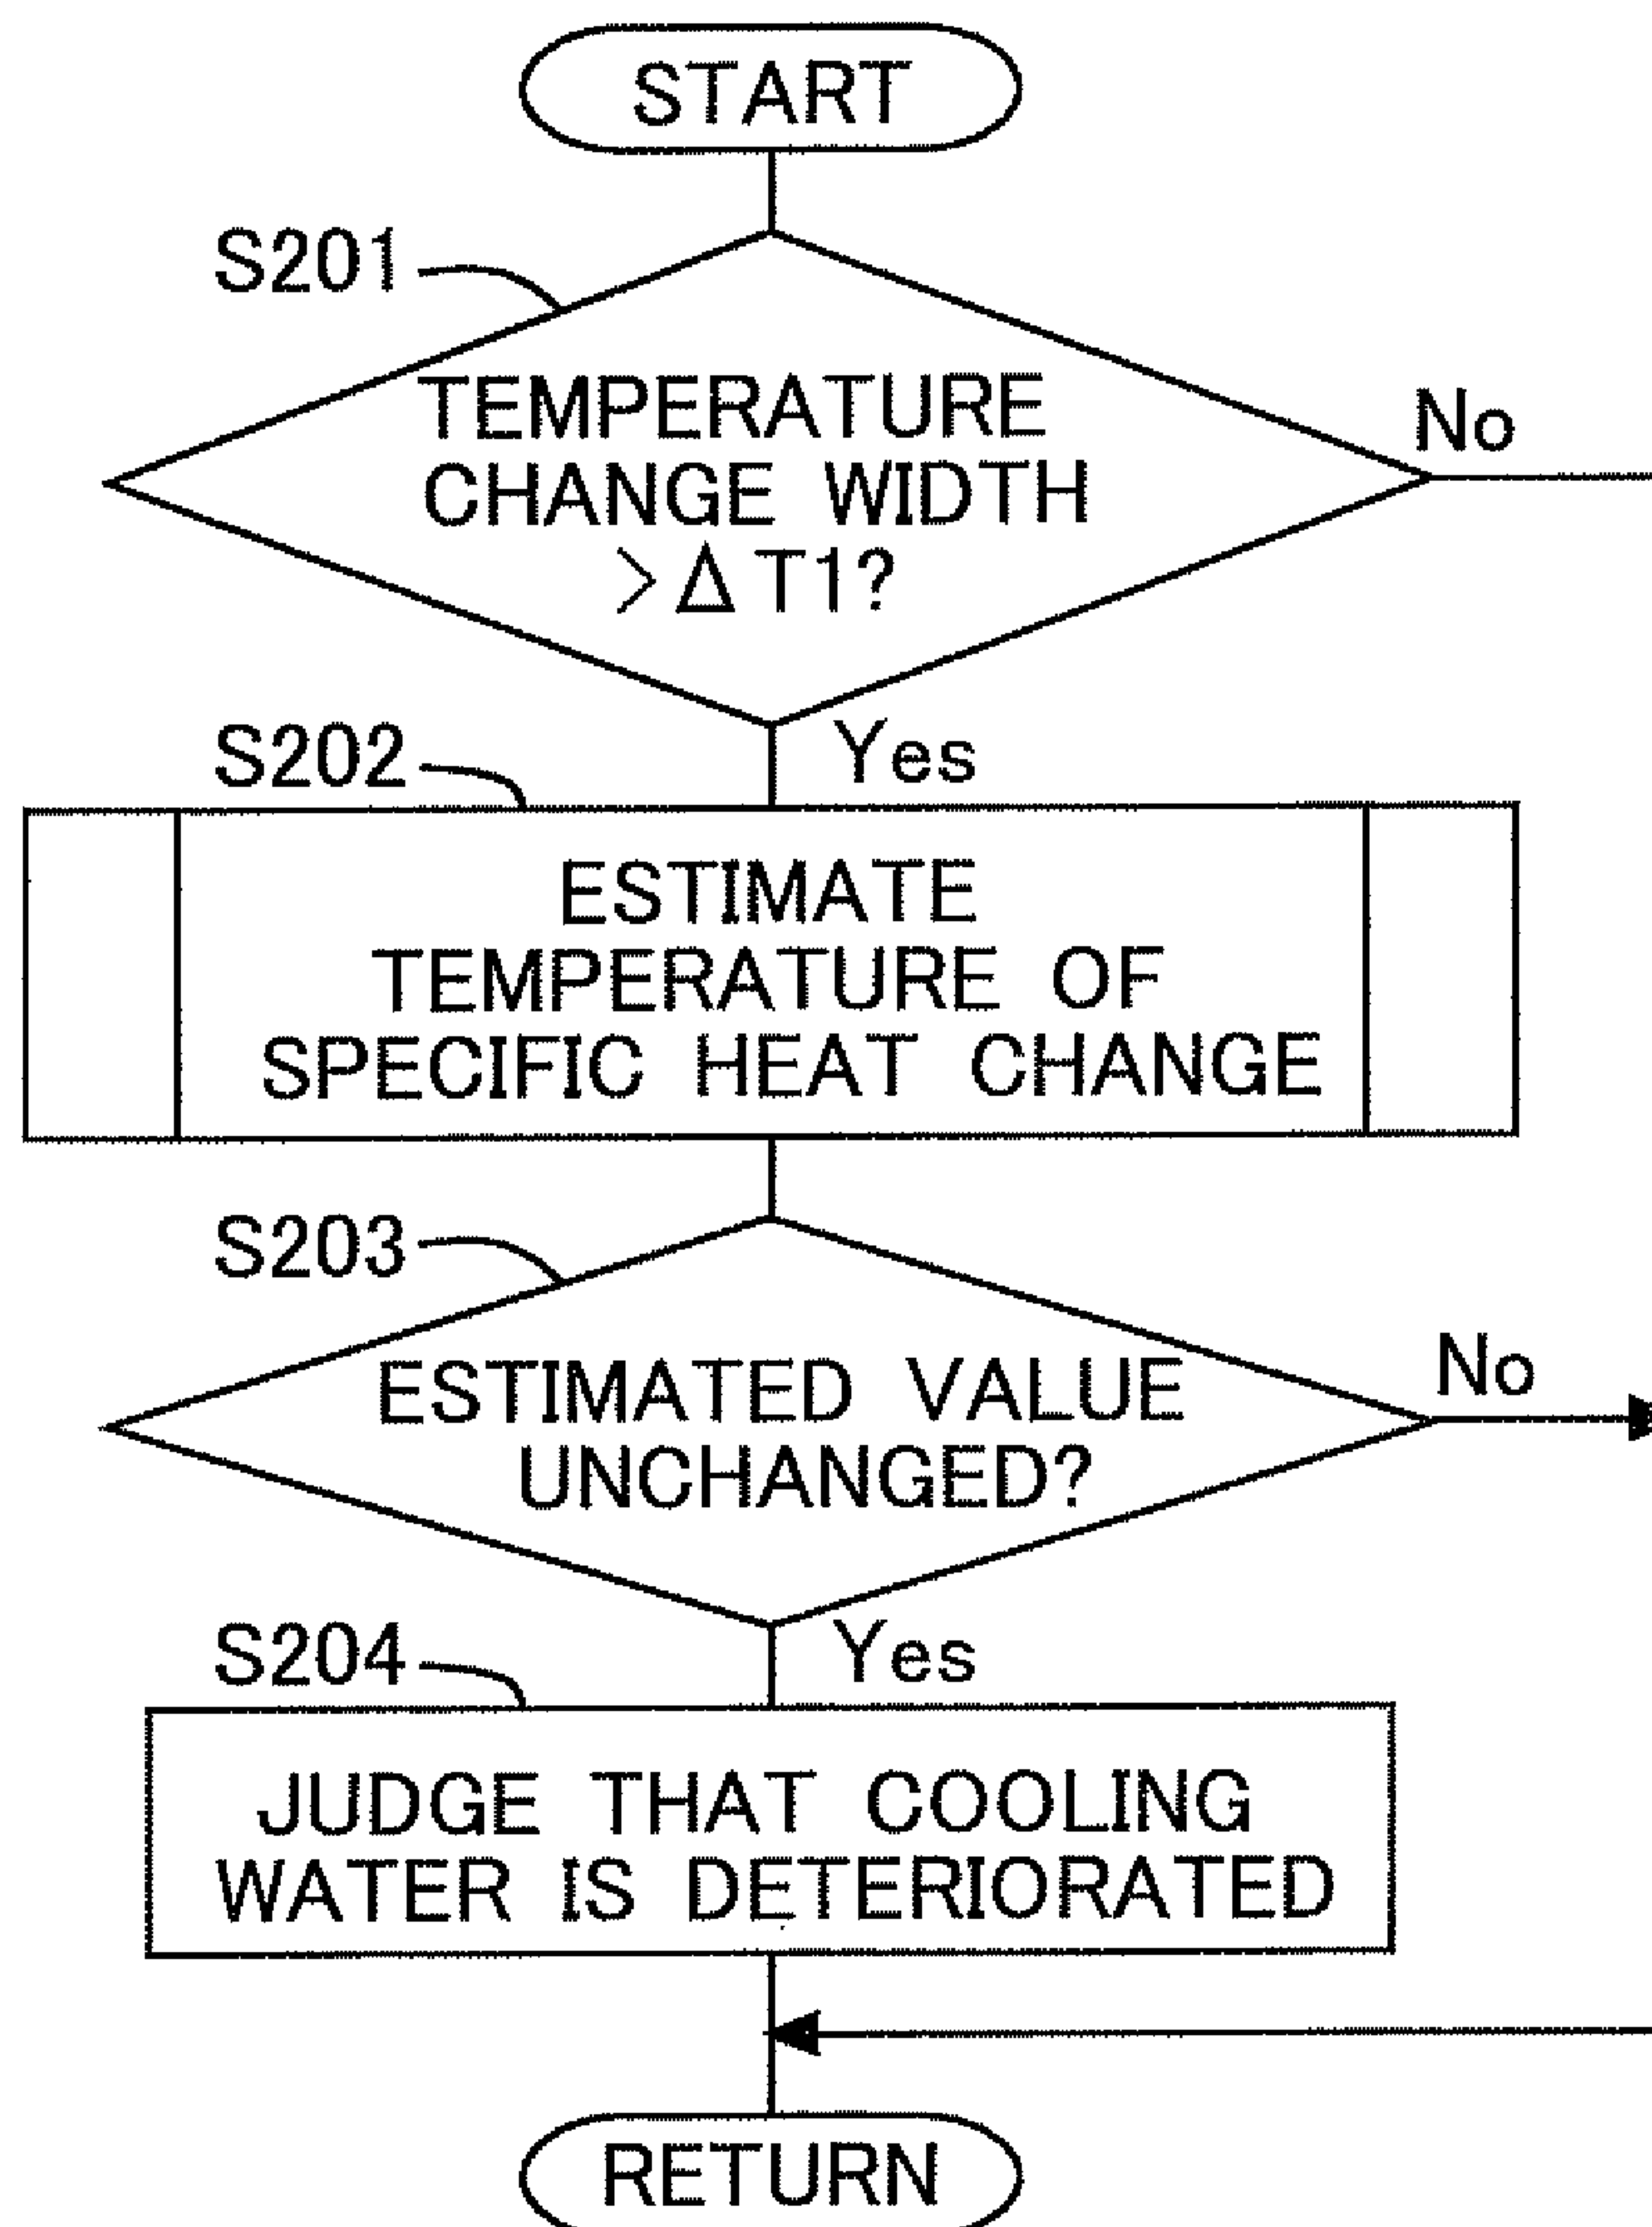 START
S201
TEMPERATURE
CHANGE WIDTH
>Δ T1?
No
S202
Yes
ESTIMATE
TEMPERATURE OF
SPECIFIC HEAT CHANGE
S203
ESTIMATED VALUE
UNCHANGED?
No
S204
Yes
JUDGE THAT COOLING
WATER IS DETERIORATED
RETURN